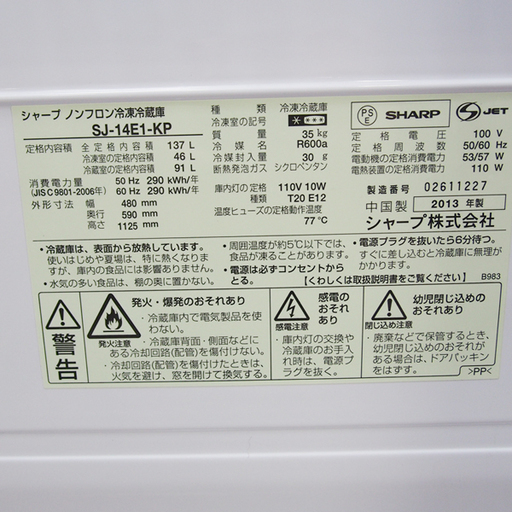 シャープ ノンフロン冷凍冷蔵庫
SJ-14E1-KP
定格内容積 全定格内容積 137 L
冷凍室の定格内容積 46 L
冷蔵室の定格内容積 91 L
消費電力量 50 Hz 290 kWh/年
(JIS C 9801-2006年) 60 Hz 290 kWh/年
外形寸法 幅 480 mm
奥行 590 mm
高さ 1125 mm
種類 冷凍冷蔵庫
冷凍室の記号
質量 35 kg
冷媒 R600a
冷媒封入量 30 g
断熱発泡ガス シクロペンタン
庫内灯の定格 110V 10W
T20 E12
温度ヒューズの定格動作温度
77 ℃
PS
E
SHARP
S JET
定格電圧 100 V
定格周波数 50/60 Hz
電動機の定格消費電力 53/57 W
電熱装置の定格消費電力 110 W
製造番号 02611227
中国製 2013 年製
シャープ株式会社
・冷蔵庫は、表面から放熱しています。
使いはじめや夏場は、特に熱くなりますが、庫内の食品には影響ありません。
・水気の多い食品は、棚の奥に置かない。
・周囲温度が約5℃以下では、食品が凍ることがあります。
・電源は必ずコンセントからとる。
・電源プラグを抜いたら6分待つ。
すぐに差し込むと冷蔵庫に無理がかかります。
【くわしくは取扱説明書をご覧ください】
B983
警告
発火・爆発のおそれあり
発火注意
・冷蔵庫内で電気製品を使わない。
・冷蔵庫背面・側面などにある冷却回路(配管)を傷付けない。
・冷却回路(配管)を傷付けたときは、火気を避け、窓を開けて換気する。
感電のおそれあり
感電注意
・庫内灯の交換や冷蔵庫のお手入れ時は、電源プラグを抜く。
幼児閉じ込めのおそれあり
閉じ込め注意
・廃棄などで保管するとき、幼児閉じ込めのおそれがある場合は、ドアパッキンをはずす。
>PP<